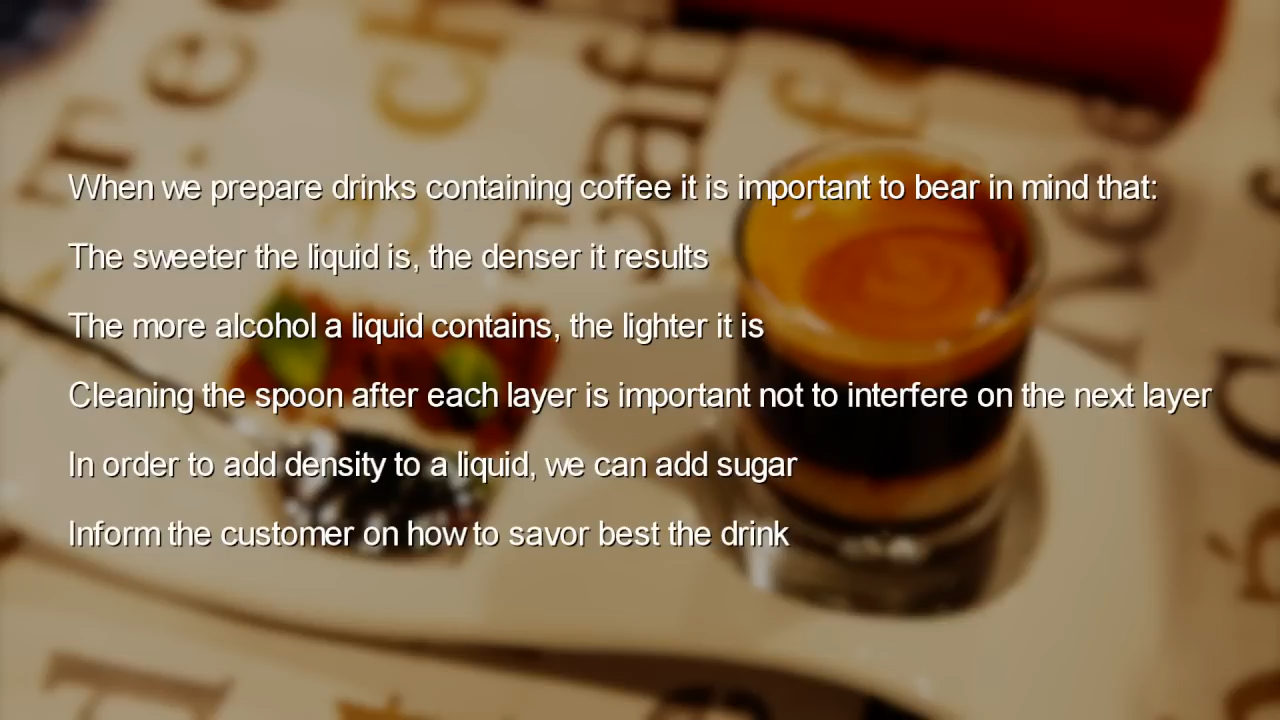 When we prepare drinks containing coffee it is important to bear in mind that:
The sweeter the liquid is, the denser it results
The more alcohol a liquid contains, the lighter it is
Cleaning the spoon after each layer is important not to interfere on the next layer
In order to add density to a liquid, we can add sugar
Inform the customer on how to savor best the drink